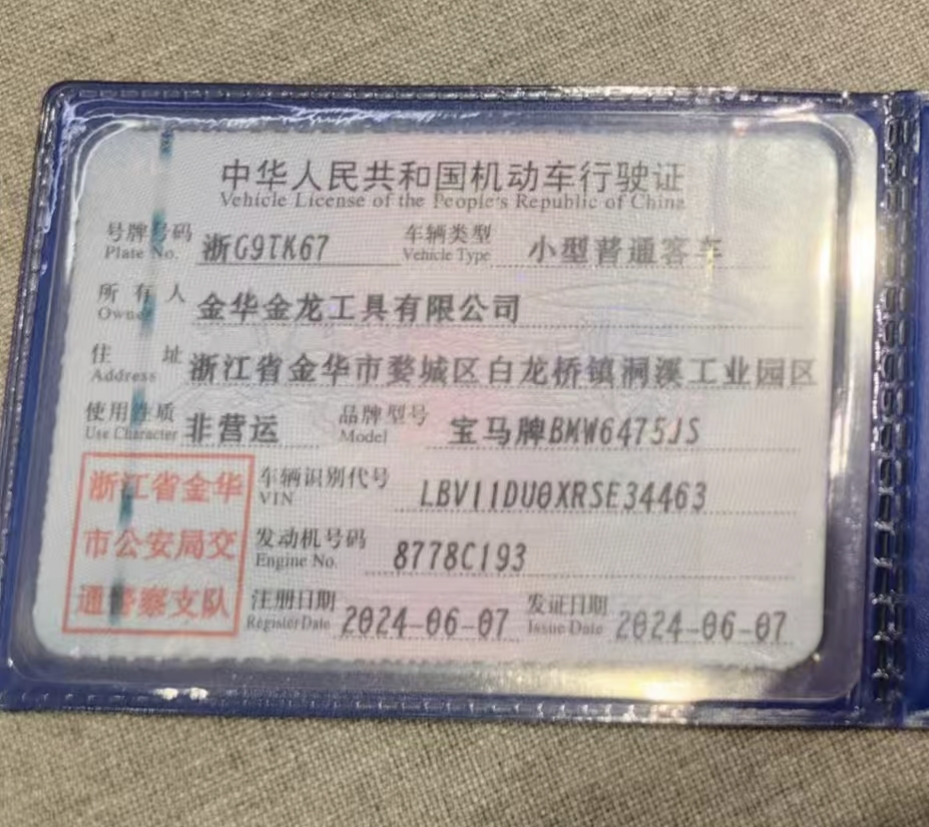 中华人民共和国机动车行驶证
Vehicle License of the People's Republic of China
号牌号码 浙G9TK67 车辆类型 小型普通客车
Plate No. Vehicle Type
所有人 金华金龙工具有限公司
Owner
住址 浙江省金华市婺城区白龙桥镇洞溪工业园区
Address
使用性质 非营运 品牌型号 宝马牌BMW6475JS
Use Character Model
浙江省金华
市公安局交
通警察支队
车辆识别代号 LBV11DU0XRSE34463
VIN
发动机号码 8778C193
Engine No.
注册日期 2024-06-07 发证日期 2024-06-07
Register Date Issue Date